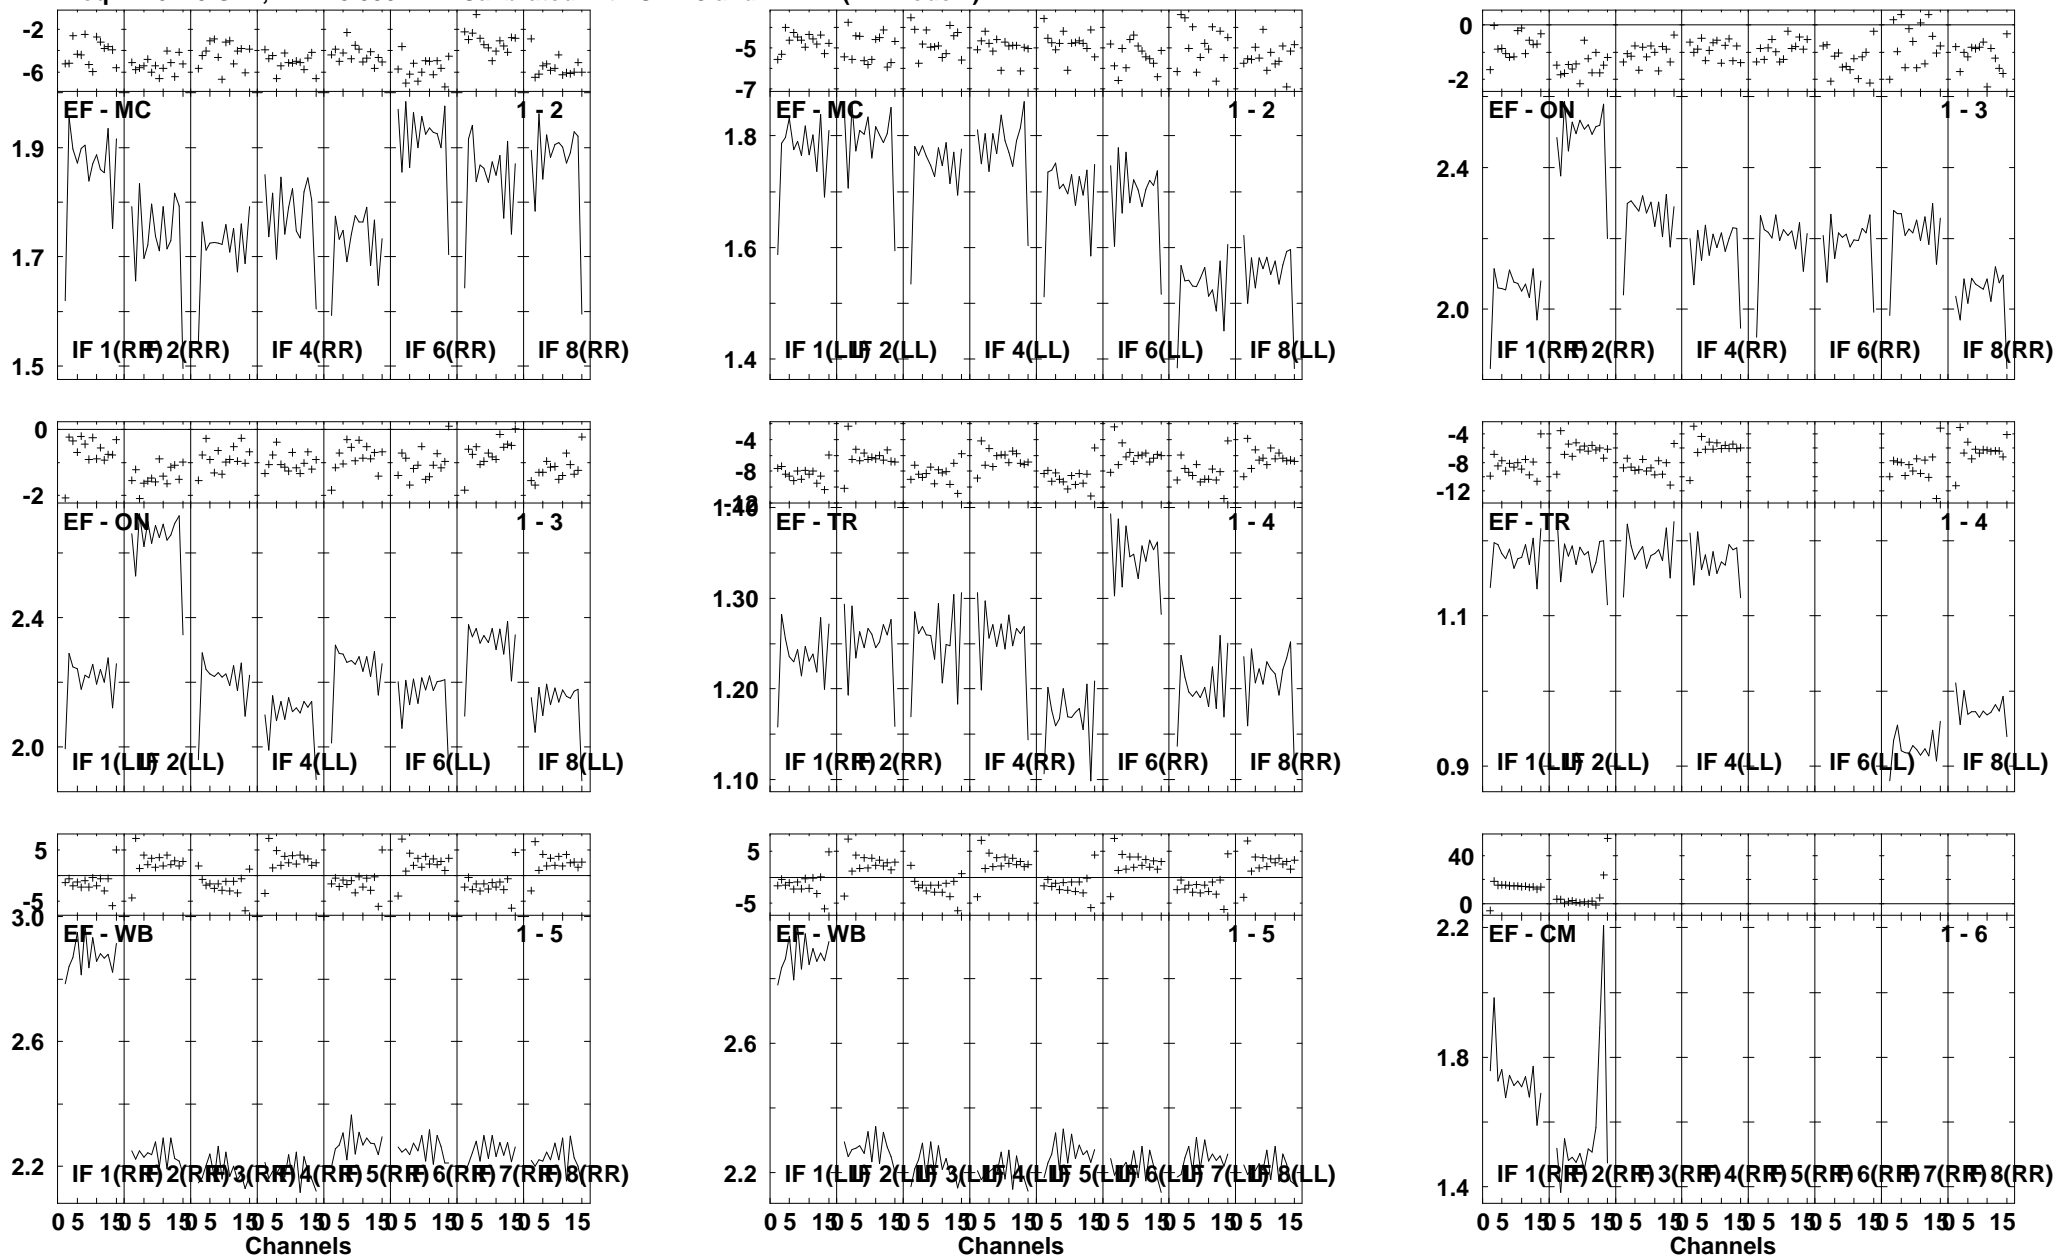 -2
-6
EF - MC 1 - 2
1.9
1.7
1.5
IF 1(RR) IF 2(RR) IF 4(RR) IF 6(RR) IF 8(RR)
-5
-7
EF - MC 1 - 2
1.8
1.6
1.4
IF 1(LL) IF 2(LL) IF 4(LL) IF 6(LL) IF 8(LL)
0
-2
EF - ON 1 - 3
2.4
2.0
IF 1(RR) IF 2(RR) IF 4(RR) IF 6(RR) IF 8(RR)
0
-2
EF - ON 1 - 3
2.4
2.0
IF 1(LL) IF 2(LL) IF 4(LL) IF 6(LL) IF 8(LL)
-4
-8
-12
1.40
EF - TR 1 - 4
1.30
1.20
1.10
IF 1(RR) IF 2(RR) IF 4(RR) IF 6(RR) IF 8(RR)
-4
-8
-12
EF - TR 1 - 4
1.1
0.9
IF 1(LL) IF 2(LL) IF 4(LL) IF 6(LL) IF 8(LL)
5
-5
3.0
EF - WB 1 - 5
2.6
2.2
IF 1(RR) IF 2(RR) IF 3(RR) IF 4(RR) IF 5(RR) IF 6(RR) IF 7(RR) IF 8(RR)
0 5 15 0 5 15 0 5 15 0 5 15 0 5 15 0 5 15 0 5 15 0 5 15
Channels
5
-5
EF - WB 1 - 5
2.6
2.2
IF 1(LL) IF 2(LL) IF 3(LL) IF 4(LL) IF 5(LL) IF 6(LL) IF 7(LL) IF 8(LL)
0 5 15 0 5 15 0 5 15 0 5 15 0 5 15 0 5 15 0 5 15 0 5 15
Channels
40
0
2.2
EF - CM 1 - 6
1.8
1.4
IF 1(RR) IF 2(RR) IF 3(RR) IF 4(RR) IF 5(RR) IF 6(RR) IF 7(RR) IF 8(RR)
0 5 15 0 5 15 0 5 15 0 5 15 0 5 15 0 5 15 0 5 15 0 5 15
Channels